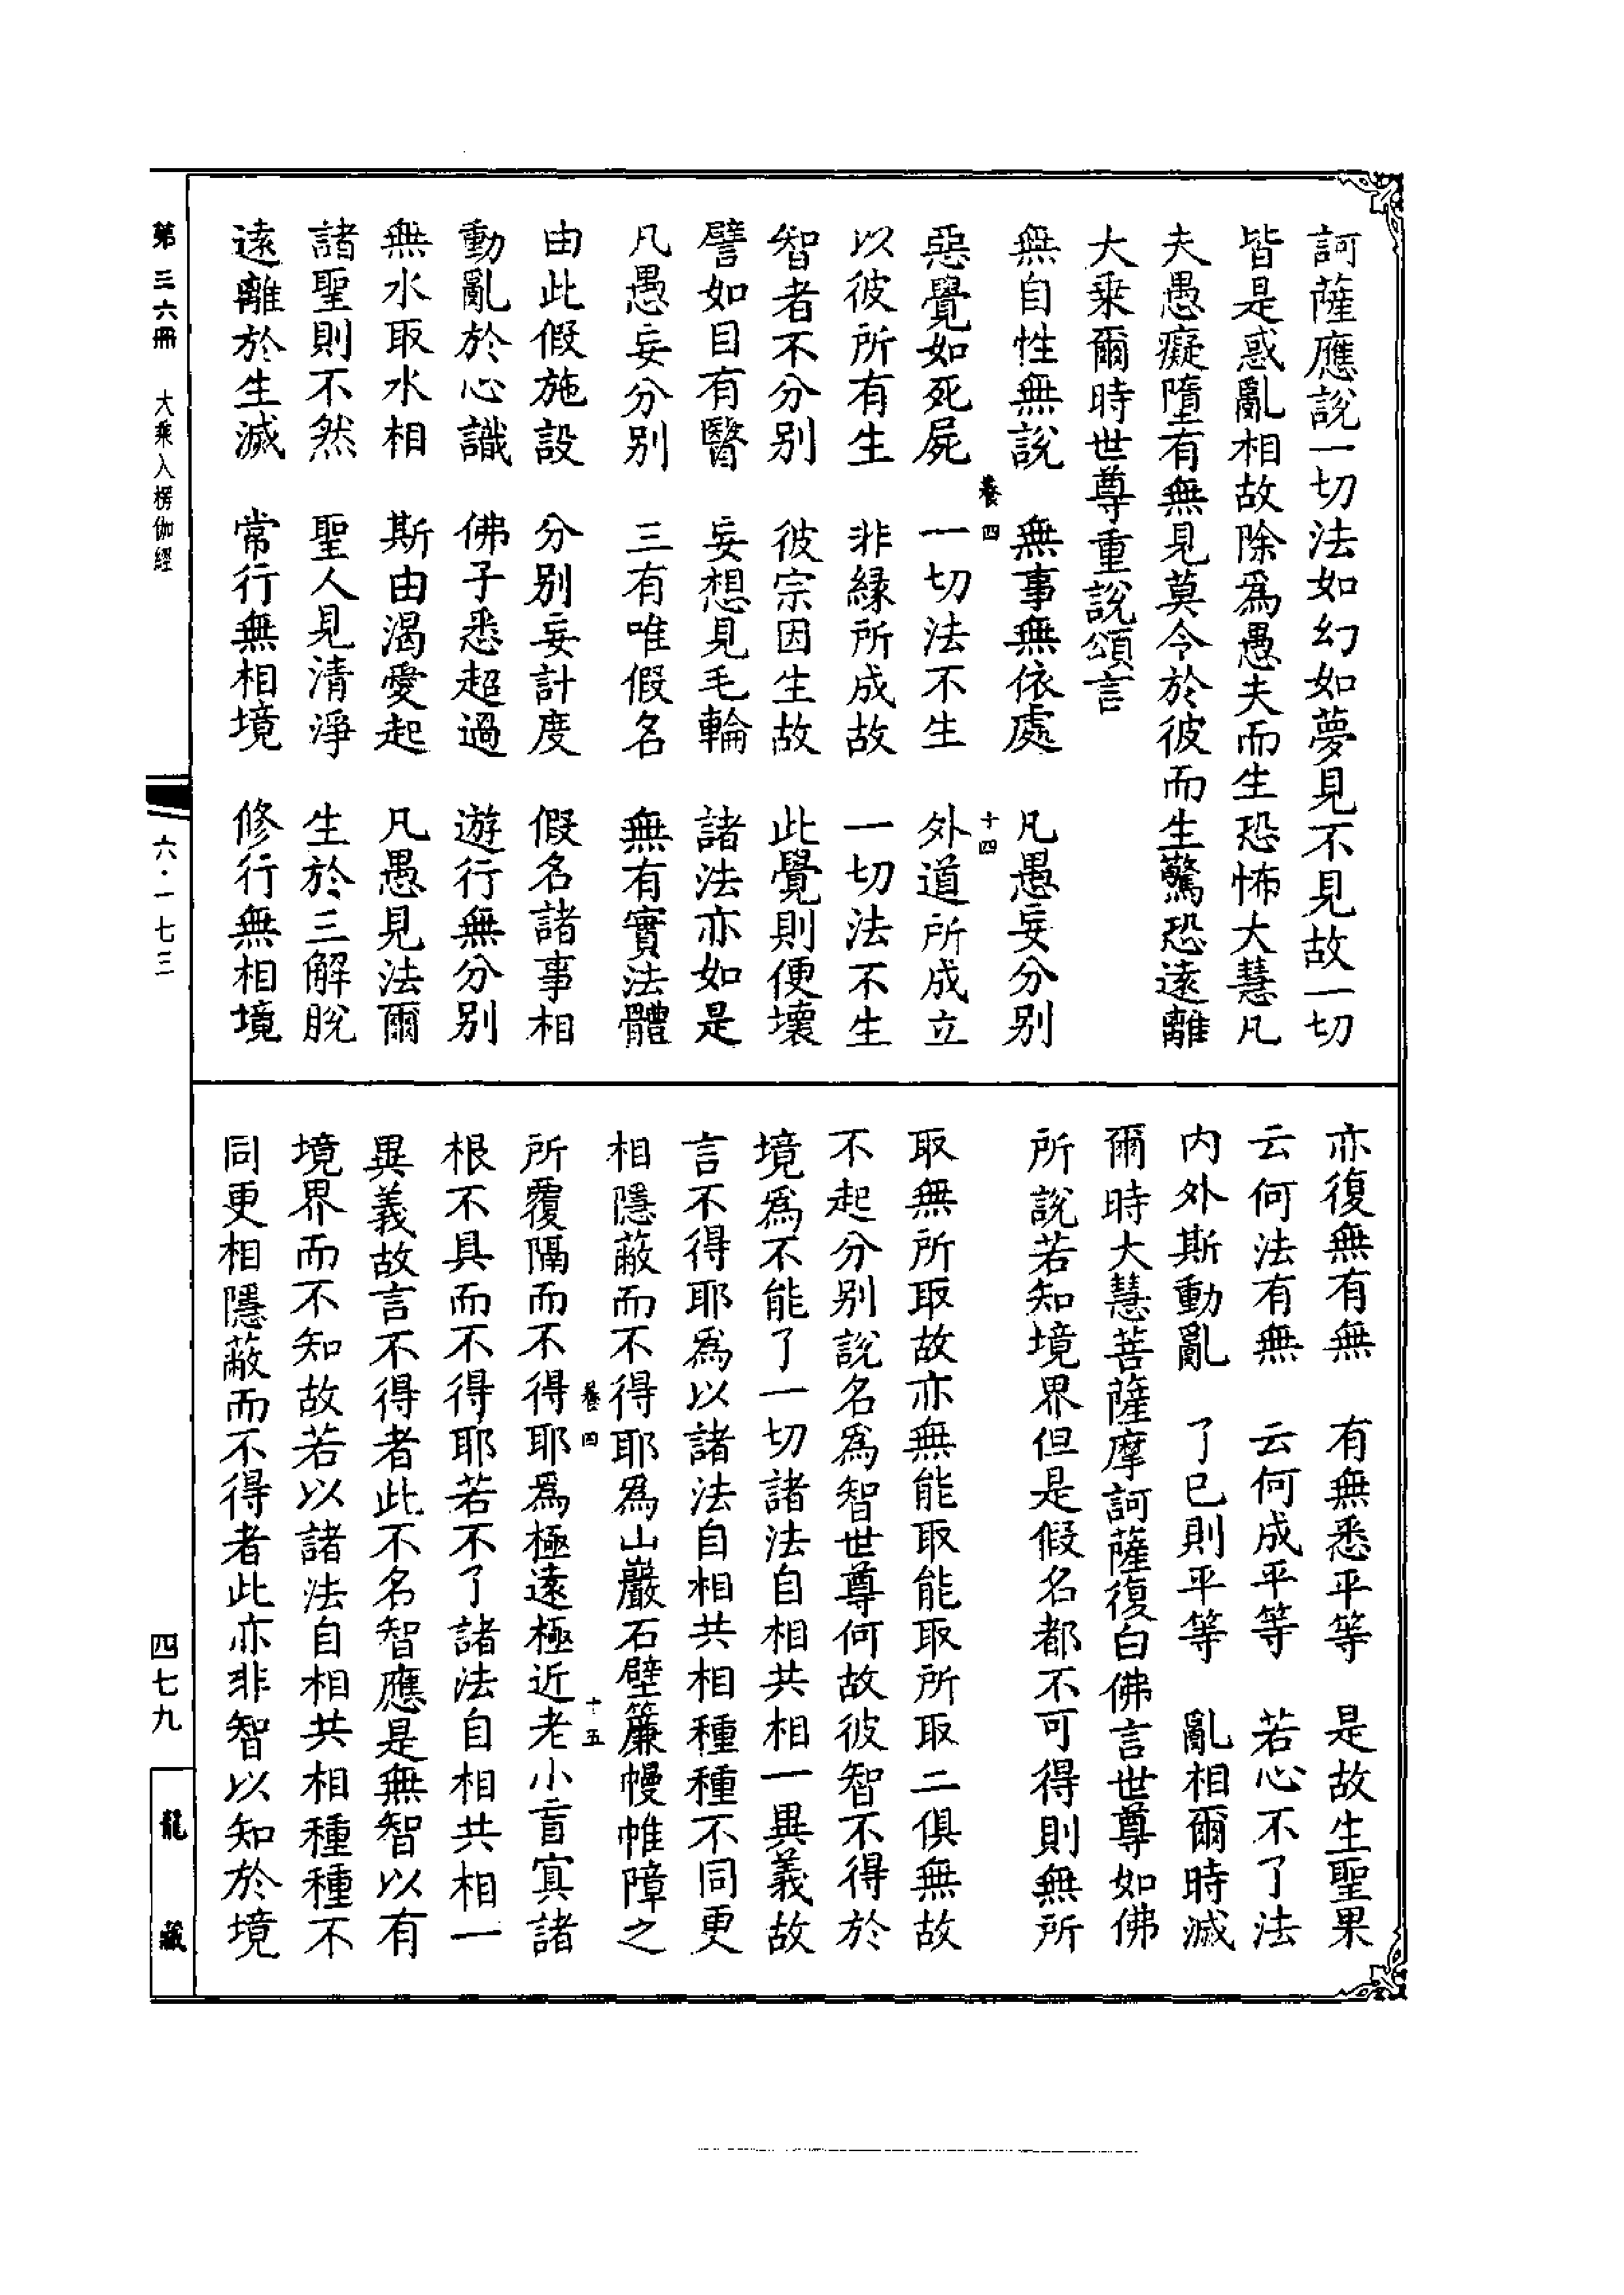 訶薩應說一切法如幻如夢見不見故一切
皆是惑亂相故除爲愚夫而生恐怖大慧凡
夫愚癡墮有無見莫令於彼而生驚恐遠離
大乘爾時世尊重說頌言
無自性無說　無事無依處　凡愚妄分別
卷四　十四
惡覺如死屍　一切法不生　外道所成立
以彼所有生　非緣所成故　一切法不生
智者不分別　彼宗因生故　此覺則便壞
譬如目有瞖　妄想見毛輪　諸法亦如是
凡愚妄分別　三有唯假名　無有實法體
由此假施設　分別妄計度　假名諸事相
動亂於心識　佛子悉超過　遊行無分別
無水取水相　斯由渴愛起　凡愚見法爾
諸聖則不然　聖人見清淨　生於三解脫
遠離於生滅　常行無相境　修行無相境
亦復無有無　有無悉平等　是故生聖果
云何法有無　云何成平等　若心不了法
內外斯動亂　了已則平等　亂相爾時滅
爾時大慧菩薩摩訶薩復白佛言世尊如佛
所說若知境界但是假名都不可得則無所
取無所取故亦無能取能取所取二俱無故
不起分別說名爲智世尊何故彼智不得於
境爲不能了一切諸法自相共相一異義故
言不得耶爲以諸法自相共相種種不同更
相隱蔽而不得耶爲山巖石壁簾幔帷障之
卷四　十五
所覆隔而不得耶爲極遠極近老小盲冥諸
根不具而不得耶若不了諸法自相共相一
異義故言不得者此不名智應是無智以有
境界而不知故若以諸法自相共相種種不
同更相隱蔽而不得者此亦非智以知於境
第三六冊　大乘入楞伽經　六·一七三　四七九　龍藏